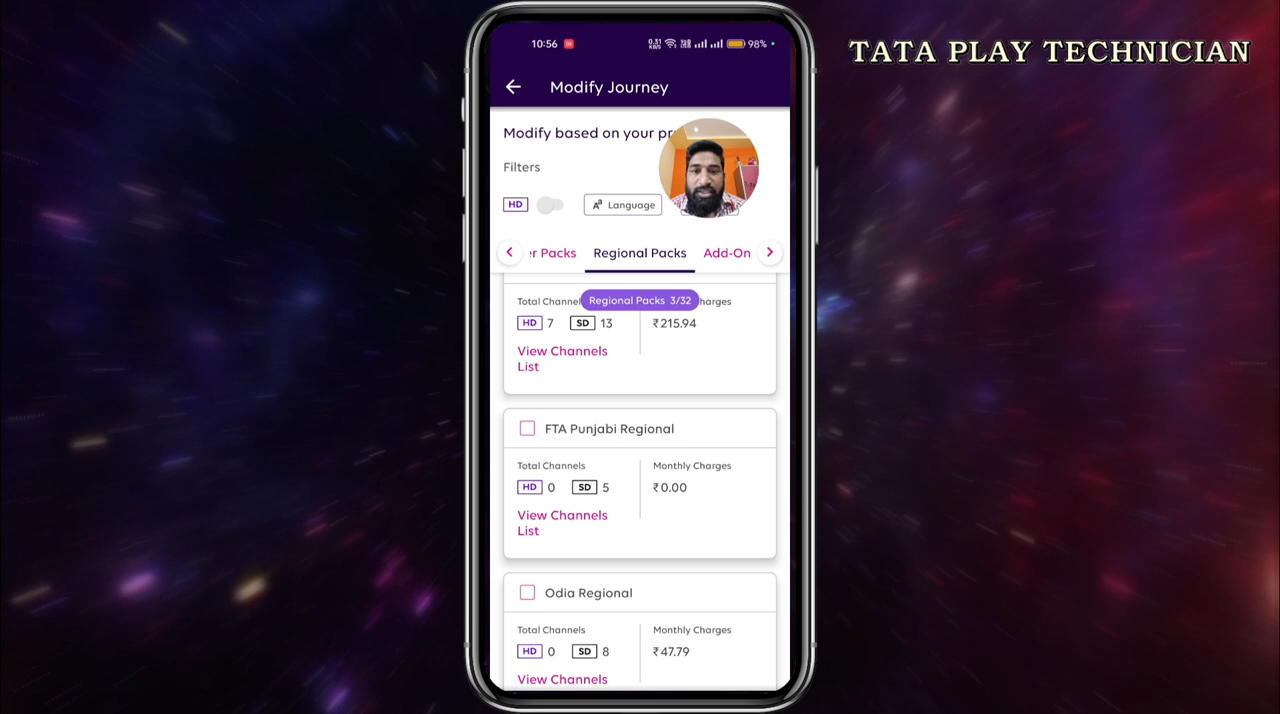 TATA PLAY TECHNICIAN
10:56
98%
Modify Journey
Modify based on your pr
Filters
HD
Language
r Packs Regional Packs Add-On
Regional Packs 3/32
Total Channel harges
HD 7 SD 13 ₹215.94
View Channels
List
FTA Punjabi Regional
Total Channels Monthly Charges
HD 0 SD 5 ₹0.00
View Channels
List
Odia Regional
Total Channels Monthly Charges
HD 0 SD 8 ₹47.79
View Channels